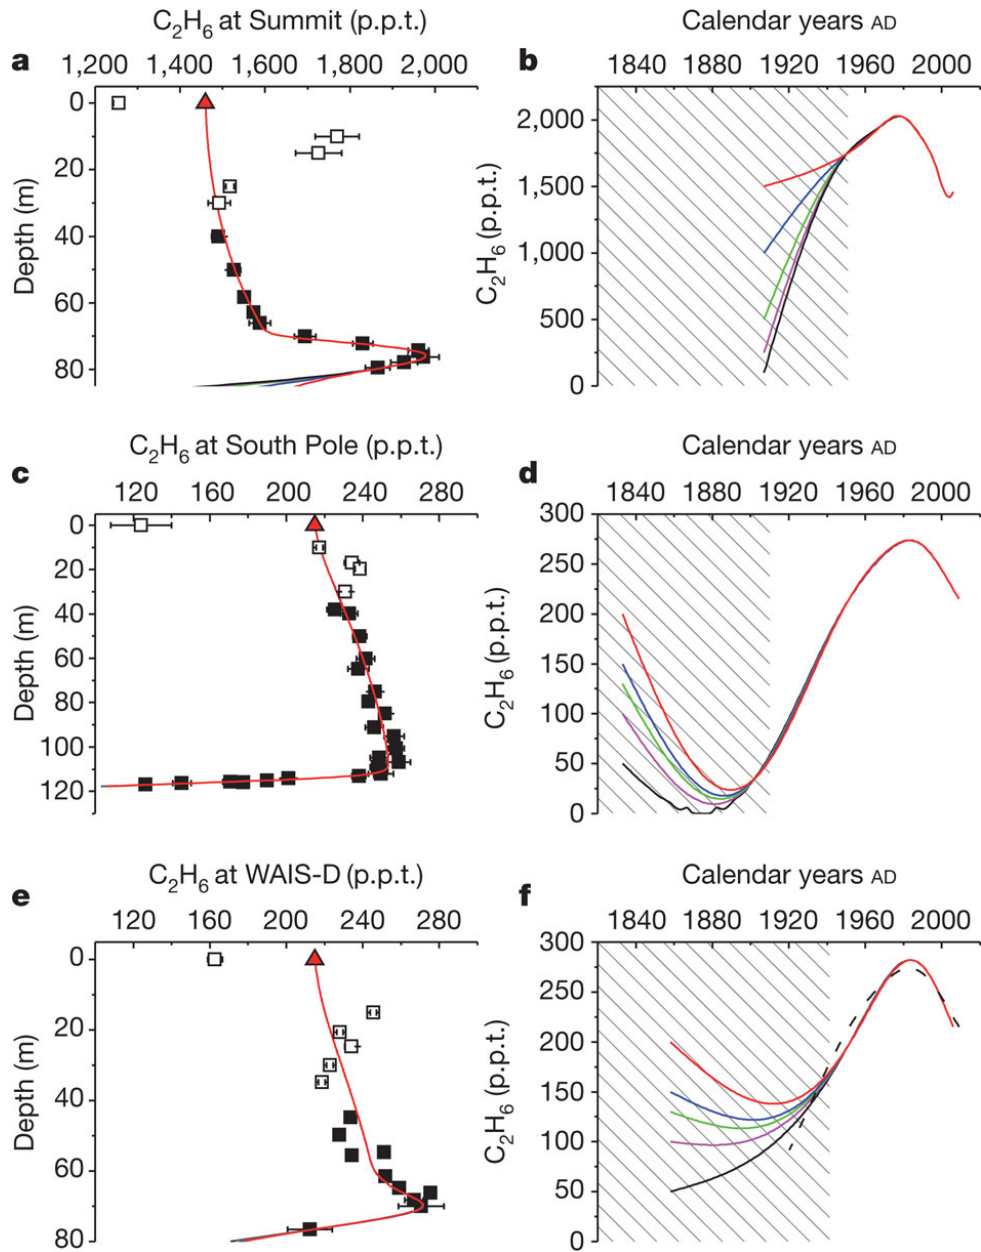 C₂H₆ at Summit (p.p.t.)
a
1,200 1,400 1,600 1,800 2,000
0
20
40
60
80
Depth (m)
Calendar years AD
b
1840 1880 1920 1960 2000
2,000
1,500
1,000
500
0
C₂H₆ (p.p.t.)
C₂H₆ at South Pole (p.p.t.)
c
120 160 200 240 280
0
20
40
60
80
100
120
Depth (m)
Calendar years AD
d
1840 1880 1920 1960 2000
300
250
200
150
100
50
0
C₂H₆ (p.p.t.)
C₂H₆ at WAIS-D (p.p.t.)
e
120 160 200 240 280
0
20
40
60
80
Depth (m)
Calendar years AD
f
1840 1880 1920 1960 2000
300
250
200
150
100
50
0
C₂H₆ (p.p.t.)